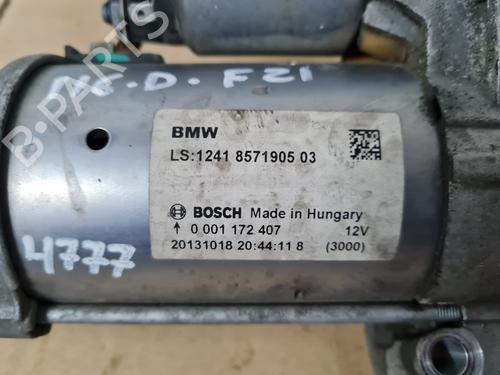 D. F21
BMW
LS:1241 8571905 03
BOSCH Made in Hungary
↑ 0 001 172 407 12V
20131018 20:44:11 8 (3000)
4777